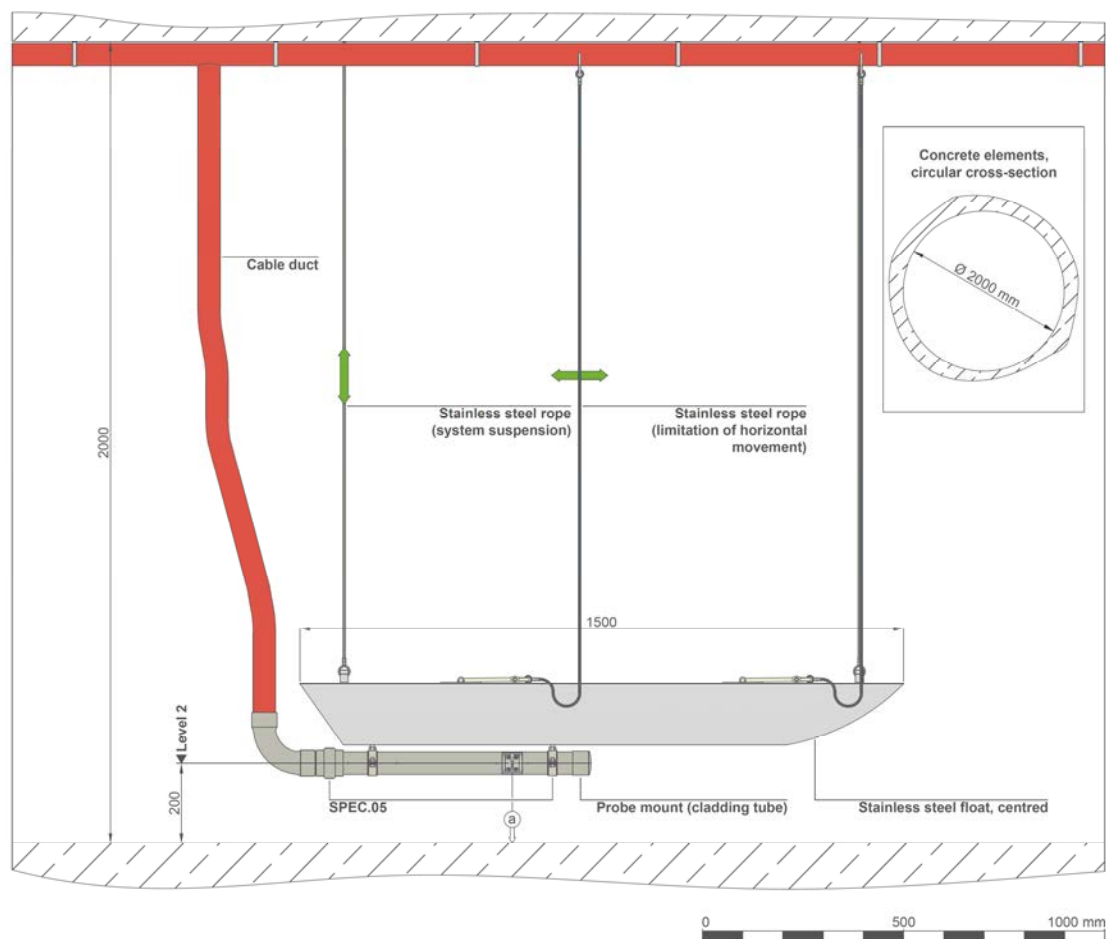 Concrete elements,
circular cross-section
Ø 2000 mm
Cable duct
2000
Stainless steel rope
(system suspension)
Stainless steel rope
(limitation of horizontal
movement)
1500
Level 2
200
SPEC.05
Probe mount (cladding tube)
Stainless steel float, centred
a
0 500 1000 mm